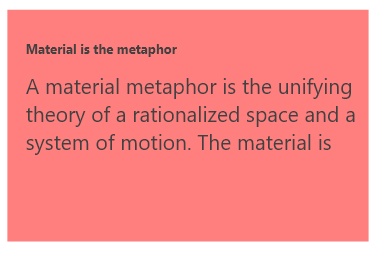 Material is the metaphor
A material metaphor is the unifying
theory of a rationalized space and a
system of motion. The material is